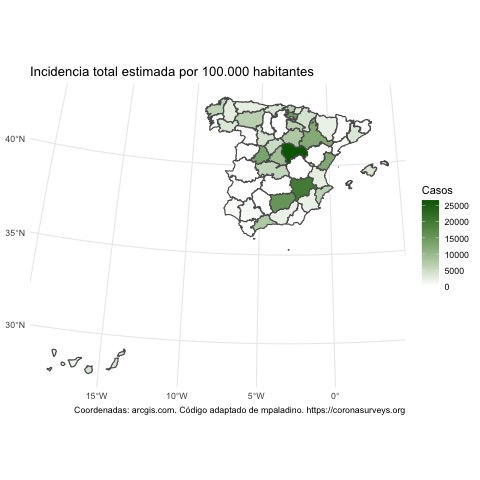 Incidencia total estimada por 100.000 habitantes
40°N
35°N
30°N
15°W
10°W
5°W
0°
Casos
25000
20000
15000
10000
5000
0
Coordenadas: arcgis.com. Código adaptado de mpaladino. https://coronasurveys.org